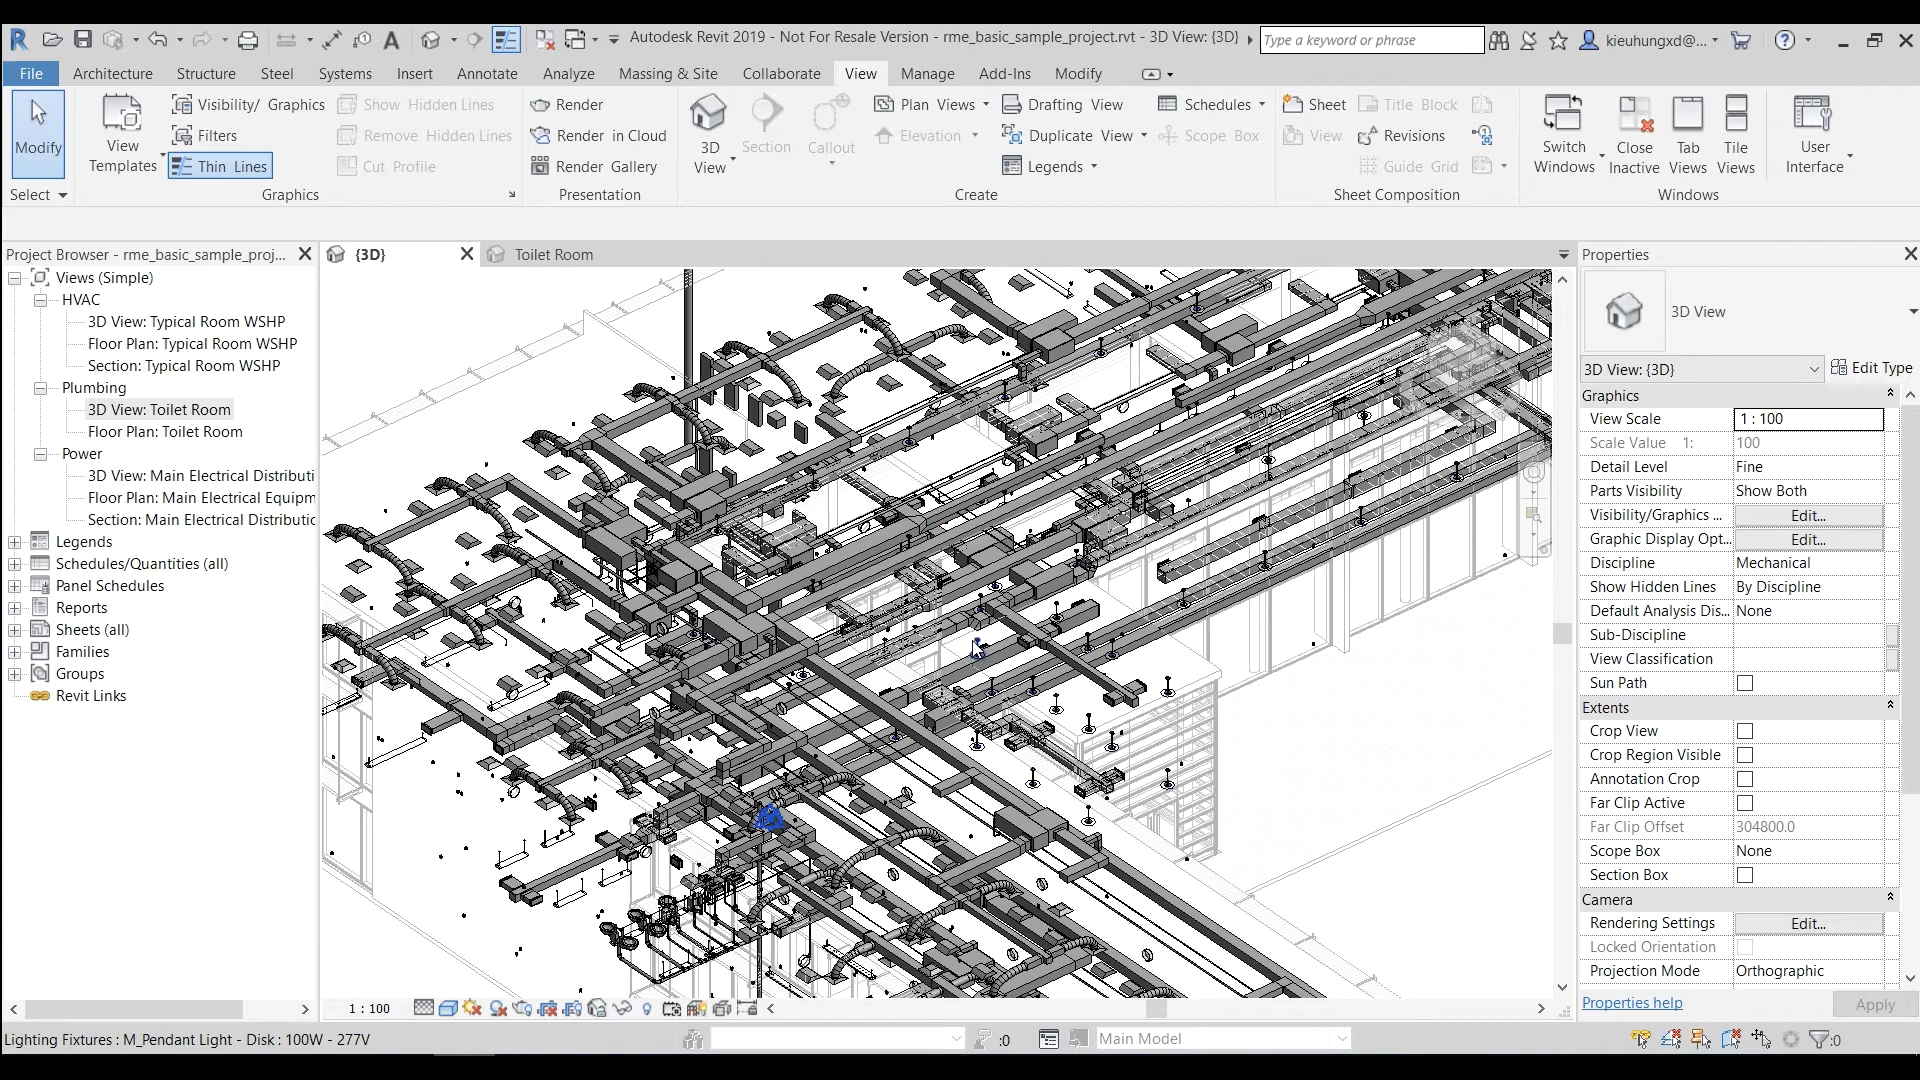 Autodesk Revit 2019 - Not For Resale Version - rme_basic_sample_project.rvt - 3D View: {3D}
Type a keyword or phrase
kieuhungxd@...
File Architecture Structure Steel Systems Insert Annotate Analyze Massing & Site Collaborate View Manage Add-Ins Modify
Modify
Select
View
Templates
Visibility/ Graphics
Filters
Thin Lines
Show Hidden Lines
Remove Hidden Lines
Cut Profile
Graphics
Render
Render in Cloud
Render Gallery
Presentation
3D
View
Section
Callout
Plan Views
Elevation
Drafting View
Duplicate View
Legends
Schedules
Scope Box
Create
Sheet
View
Title Block
Revisions
Guide Grid
Sheet Composition
Switch
Windows
Close
Inactive
Tab
Views
Tile
Views
Windows
User
Interface
Project Browser - rme_basic_sample_proj...
Views (Simple)
HVAC
3D View: Typical Room WSHP
Floor Plan: Typical Room WSHP
Section: Typical Room WSHP
Plumbing
3D View: Toilet Room
Floor Plan: Toilet Room
Power
3D View: Main Electrical Distributi
Floor Plan: Main Electrical Equipm
Section: Main Electrical Distributic
Legends
Schedules/Quantities (all)
Panel Schedules
Reports
Sheets (all)
Families
Groups
Revit Links
{3D}
Toilet Room
Properties
3D View
3D View: {3D}
Edit Type
Graphics
View Scale 1 : 100
Scale Value 1: 100
Detail Level Fine
Parts Visibility Show Both
Visibility/Graphics ... Edit...
Graphic Display Opt... Edit...
Discipline Mechanical
Show Hidden Lines By Discipline
Default Analysis Dis... None
Sub-Discipline
View Classification
Sun Path
Extents
Crop View
Crop Region Visible
Annotation Crop
Far Clip Active
Far Clip Offset 304800.0
Scope Box None
Section Box
Camera
Rendering Settings Edit...
Locked Orientation
Projection Mode Orthographic
Properties help
Apply
1 : 100
Lighting Fixtures : M_Pendant Light - Disk : 100W - 277V
:0
Main Model
:0